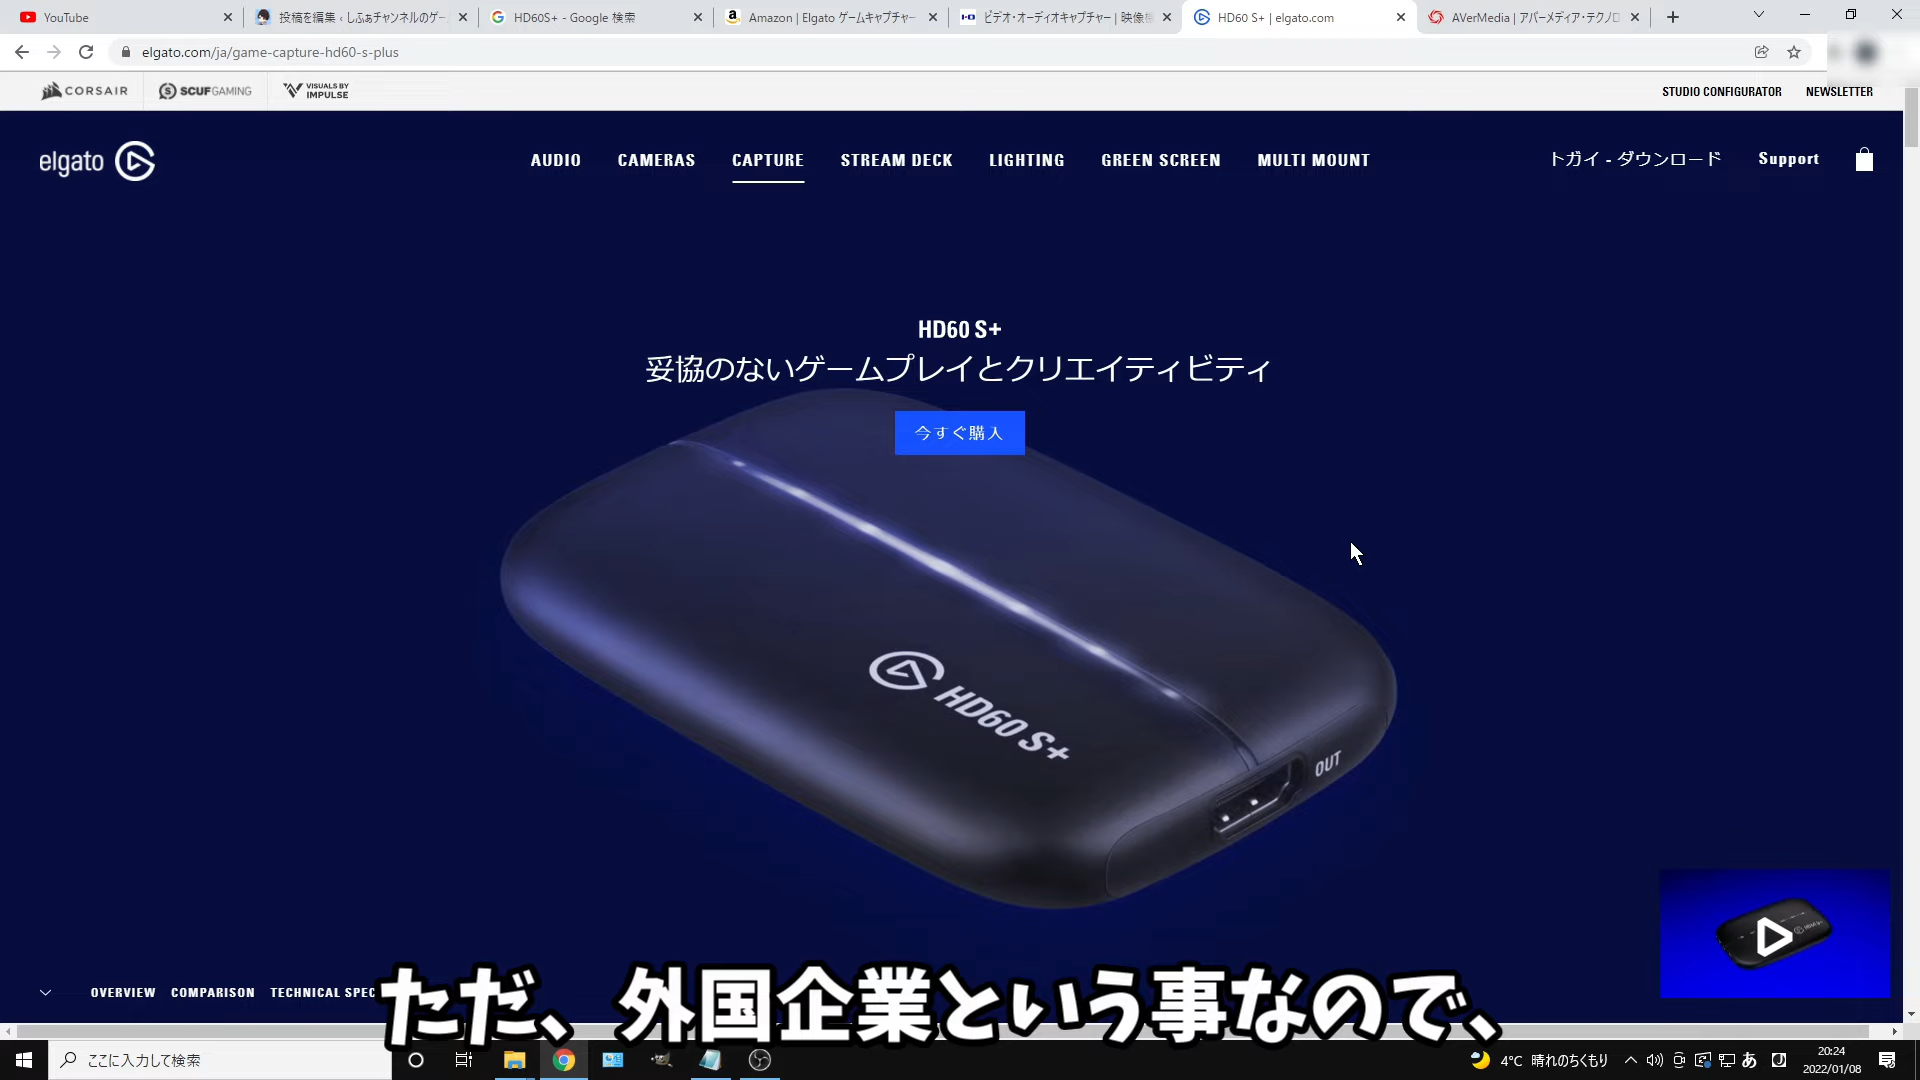 YouTube
投稿を編集 ‹ しふぁチャンネルのゲー
HD60S+ - Google 検索
Amazon | Elgato ゲームキャプチャー
ビデオ・オーディオキャプチャー | 映像
HD60 S+ | elgato.com
AVerMedia | アバーメディア・テクノロ
elgato.com/ja/game-capture-hd60-s-plus
CORSAIR
SCUFGAMING
VISUALS BY
IMPULSE
STUDIO CONFIGURATOR
NEWSLETTER
elgato
AUDIO
CAMERAS
CAPTURE
STREAM DECK
LIGHTING
GREEN SCREEN
MULTI MOUNT
トガイ - ダウンロード
Support
HD60 S+
妥協のないゲームプレイとクリエイティビティ
今すぐ購入
HD60 S+
OUT
OVERVIEW
COMPARISON
TECHNICAL SPEC
ただ、外国企業という事なので、
ここに入力して検索
4°C 晴れのちくもり
あ
20:24
2022/01/08